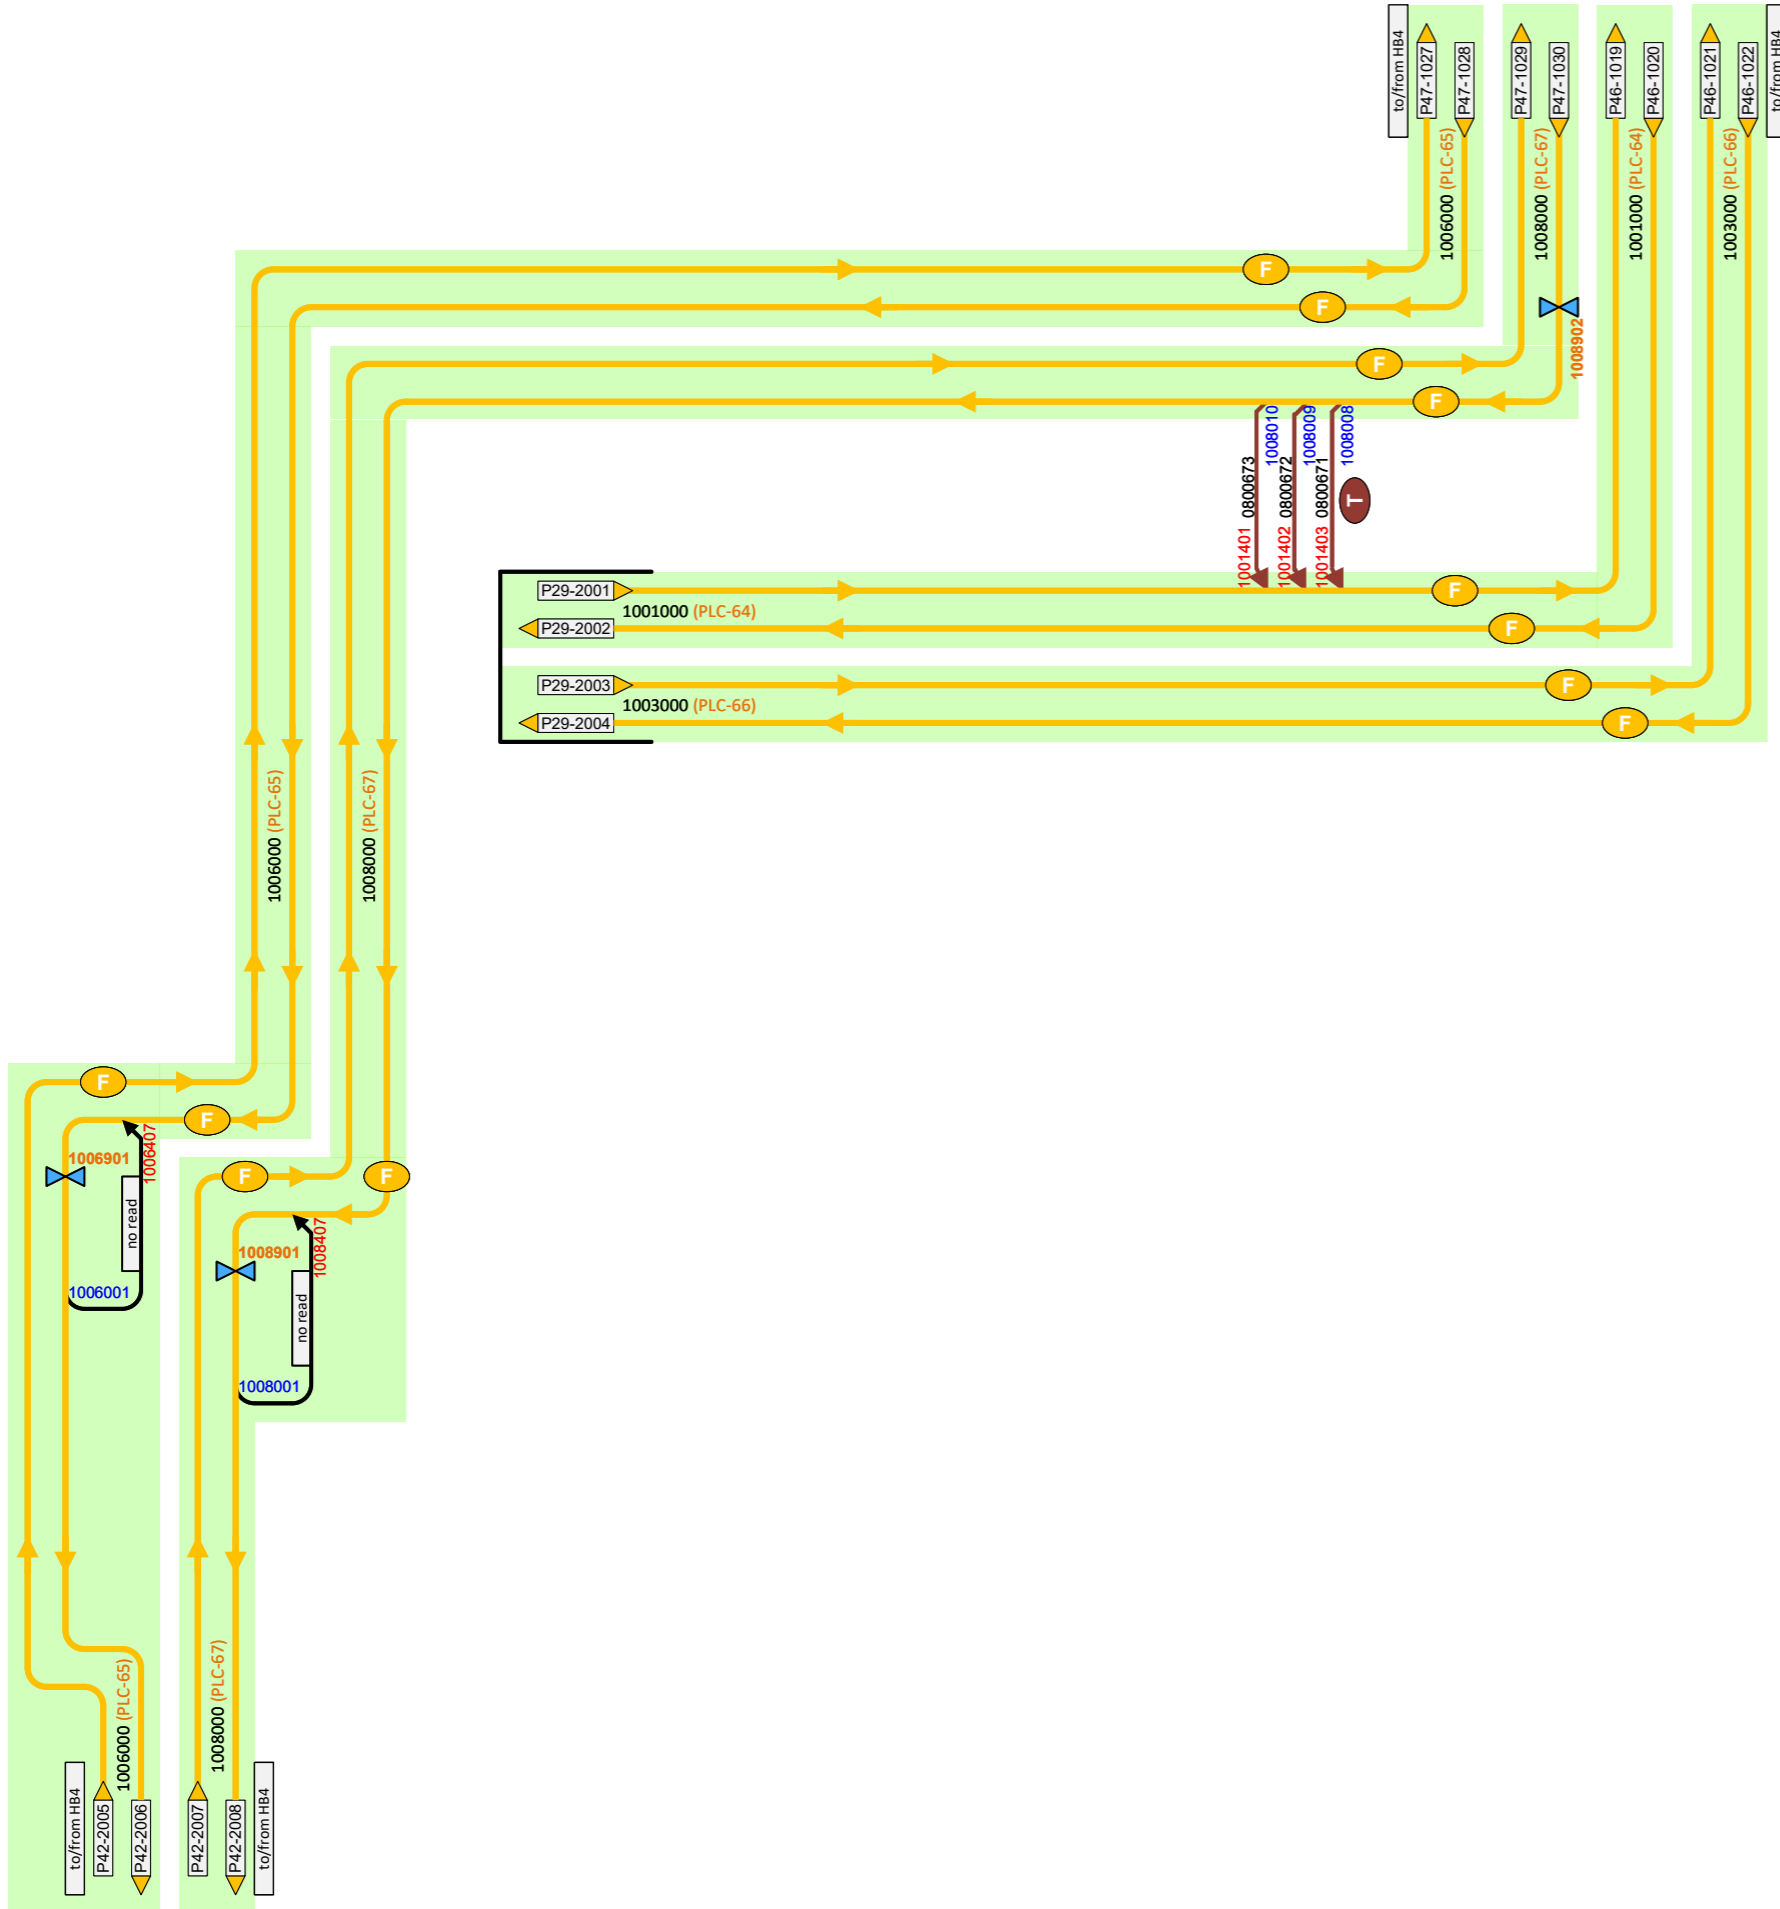 to/from HB4
P47-1027
P47-1028
1006000 (PLC-65)
P47-1029
P47-1030
1008000 (PLC-67)
P46-1019
P46-1020
1001000 (PLC-64)
P46-1021
P46-1022
1003000 (PLC-66)
to/from HB4
F
F
1008902
F
F
1008010
1008009
1008008
0800673
0800672
0800671
T
1001401
1001402
1001403
P29-2001
F
1001000 (PLC-64)
P29-2002
F
P29-2003
F
1003000 (PLC-66)
P29-2004
F
1006000 (PLC-65)
1008000 (PLC-67)
F
F
1006407
1006901
F
F
no read
1008407
1008901
1006001
no read
1008001
1006000 (PLC-65)
1008000 (PLC-67)
to/from HB4
P42-2005
P42-2006
P42-2007
P42-2008
to/from HB4